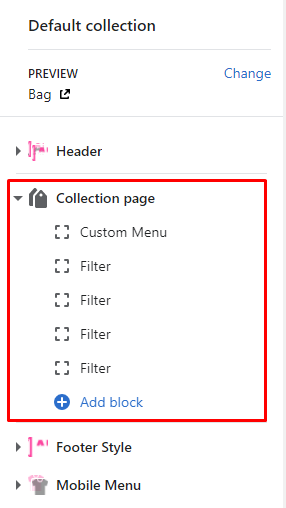 Default collection
PREVIEW
Change
Bag
Header
Collection page
Custom Menu
Filter
Filter
Filter
Filter
Add block
Footer Style
Mobile Menu